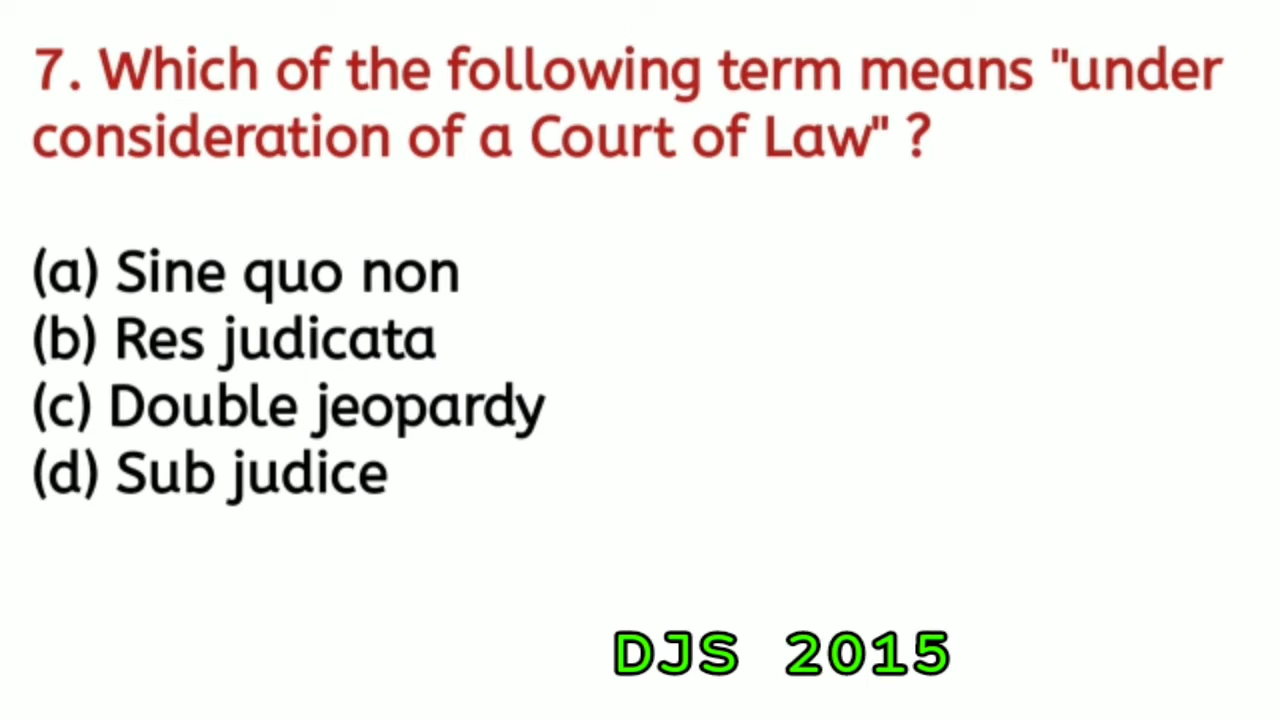 7. Which of the following term means "under
consideration of a Court of Law" ?
(a) Sine quo non
(b) Res judicata
(c) Double jeopardy
(d) Sub judice
DJS 2015